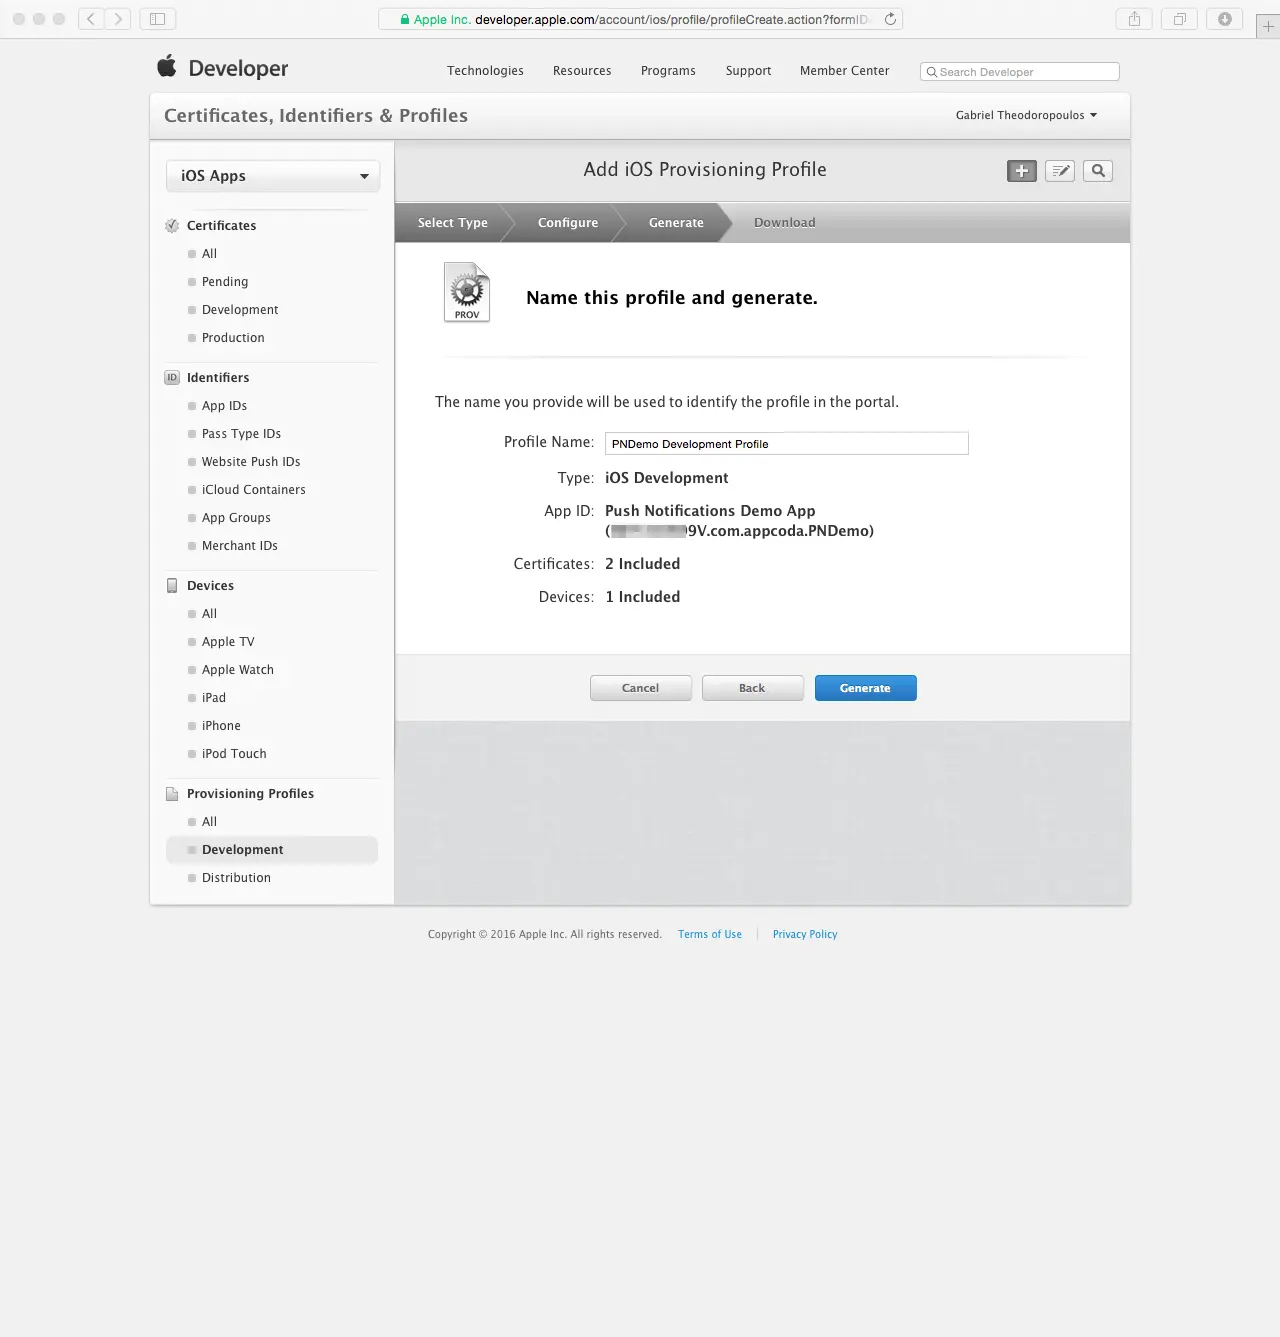 Apple Inc. developer.apple.com/account/ios/profile/profileCreate.action?formID
Developer
Technologies Resources Programs Support Member Center Search Developer
Certificates, Identifiers & Profiles
Gabriel Theodoropoulos
iOS Apps
Add iOS Provisioning Profile
Select Type Configure Generate Download
Certificates
All
Pending
Development
Production
ID Identifiers
App IDs
Pass Type IDs
Website Push IDs
iCloud Containers
App Groups
Merchant IDs
Devices
All
Apple TV
Apple Watch
iPad
iPhone
iPod Touch
Provisioning Profiles
All
Development
Distribution
PROV
Name this profile and generate.
The name you provide will be used to identify the profile in the portal.
Profile Name: PNDemo Development Profile
Type: iOS Development
App ID: Push Notifications Demo App
( 9V.com.appcoda.PNDemo)
Certificates: 2 Included
Devices: 1 Included
Cancel Back Generate
Copyright © 2016 Apple Inc. All rights reserved. Terms of Use Privacy Policy